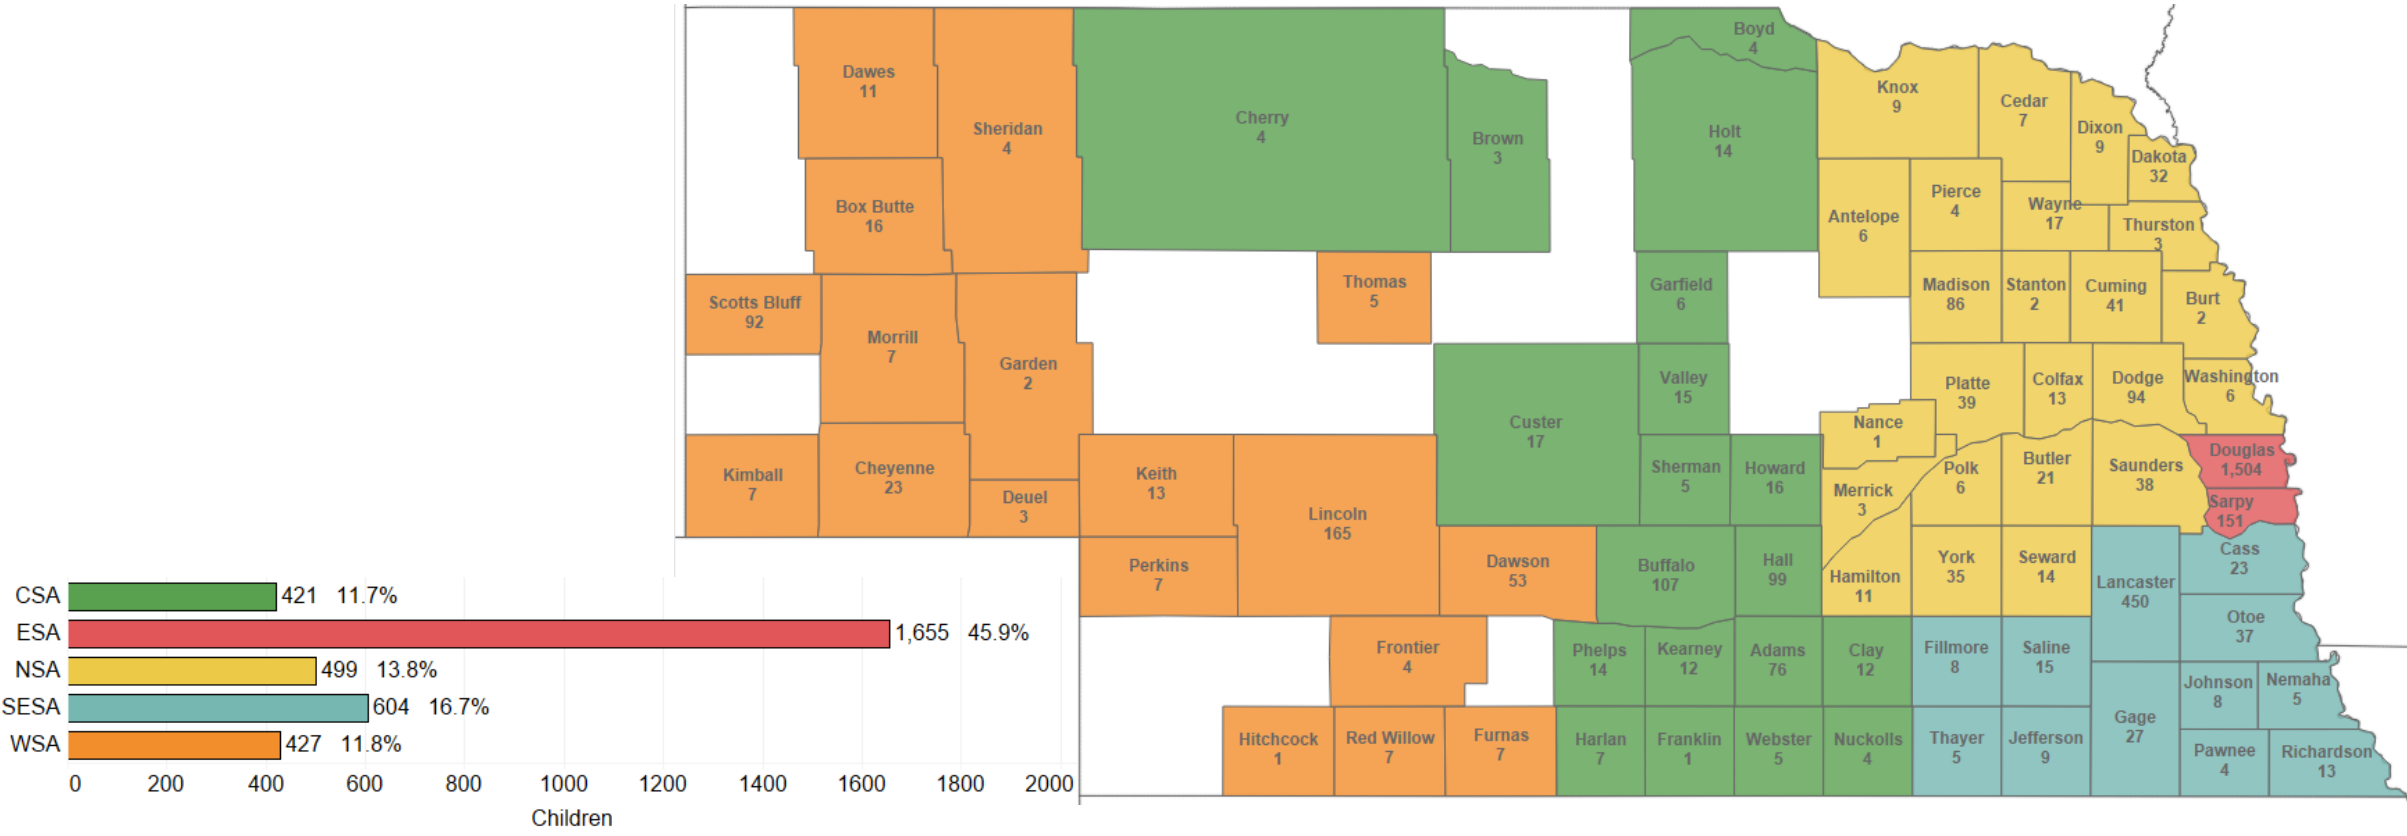 Boyd
4
Dawes
11
Sheridan
4
Cherry
4
Brown
3
Holt
14
Knox
9
Cedar
7
Dixon
9
Dakota
32
Box Butte
16
Antelope
6
Pierce
4
Wayne
17
Thurston
3
Scotts Bluff
92
Morrill
7
Garden
2
Thomas
5
Garfield
6
Madison
86
Stanton
2
Cuming
41
Burt
2
Custer
17
Valley
15
Platte
39
Colfax
13
Dodge
94
Washington
6
Nance
1
Kimball
7
Cheyenne
23
Deuel
3
Keith
13
Lincoln
165
Sherman
5
Howard
16
Merrick
3
Polk
6
Butler
21
Saunders
38
Douglas
1,504
Sarpy
151
Perkins
7
Dawson
53
Buffalo
107
Hall
99
Hamilton
11
York
35
Seward
14
Lancaster
450
Cass
23
Otoe
37
Frontier
4
Phelps
14
Kearney
12
Adams
76
Clay
12
Fillmore
8
Saline
15
Johnson
8
Nemaha
5
Hitchcock
1
Red Willow
7
Furnas
7
Harlan
7
Franklin
1
Webster
5
Nuckolls
4
Thayer
5
Jefferson
9
Gage
27
Pawnee
4
Richardson
13
CSA 421 11.7%
ESA 1,655 45.9%
NSA 499 13.8%
SESA 604 16.7%
WSA 427 11.8%
0 200 400 600 800 1000 1200 1400 1600 1800 2000
Children